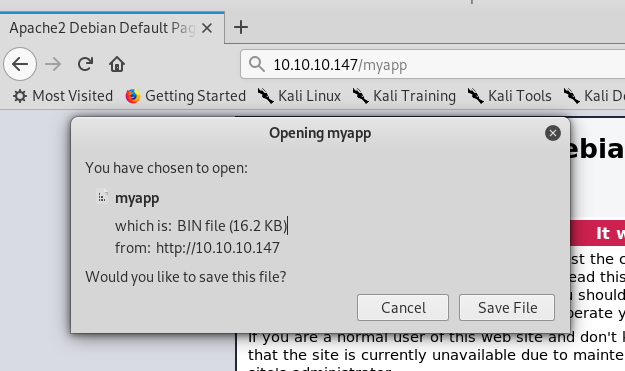 Apache2 Debian Default Pag
10.10.10.147/myapp
Most Visited Getting Started Kali Linux Kali Training Kali Tools Kali D
Opening myapp
ebia
You have chosen to open:
myapp
which is: BIN file (16.2 KB)
It w
from: http://10.10.10.147
st the c
Would you like to save this file?
ead this
u should
Cancel Save File
perate y
If you are a normal user of this web site and don't k
that the site is currently unavailable due to mainte
site's administrator.